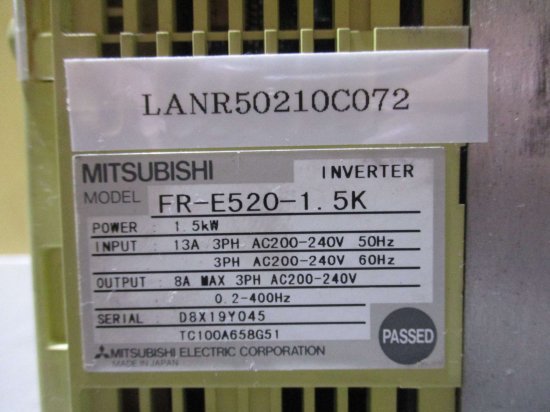 LANR50210C072
MITSUBISHI INVERTER
MODEL FR-E520-1.5K
POWER : 1.5kW
INPUT : 13A 3PH AC200-240V 50Hz
3PH AC200-240V 60Hz
OUTPUT : 8A MAX 3PH AC200-240V
0.2-400Hz
SERIAL : D8X19Y045
TC100A658G51
PASSED
MITSUBISHI ELECTRIC CORPORATION
MADE IN JAPAN